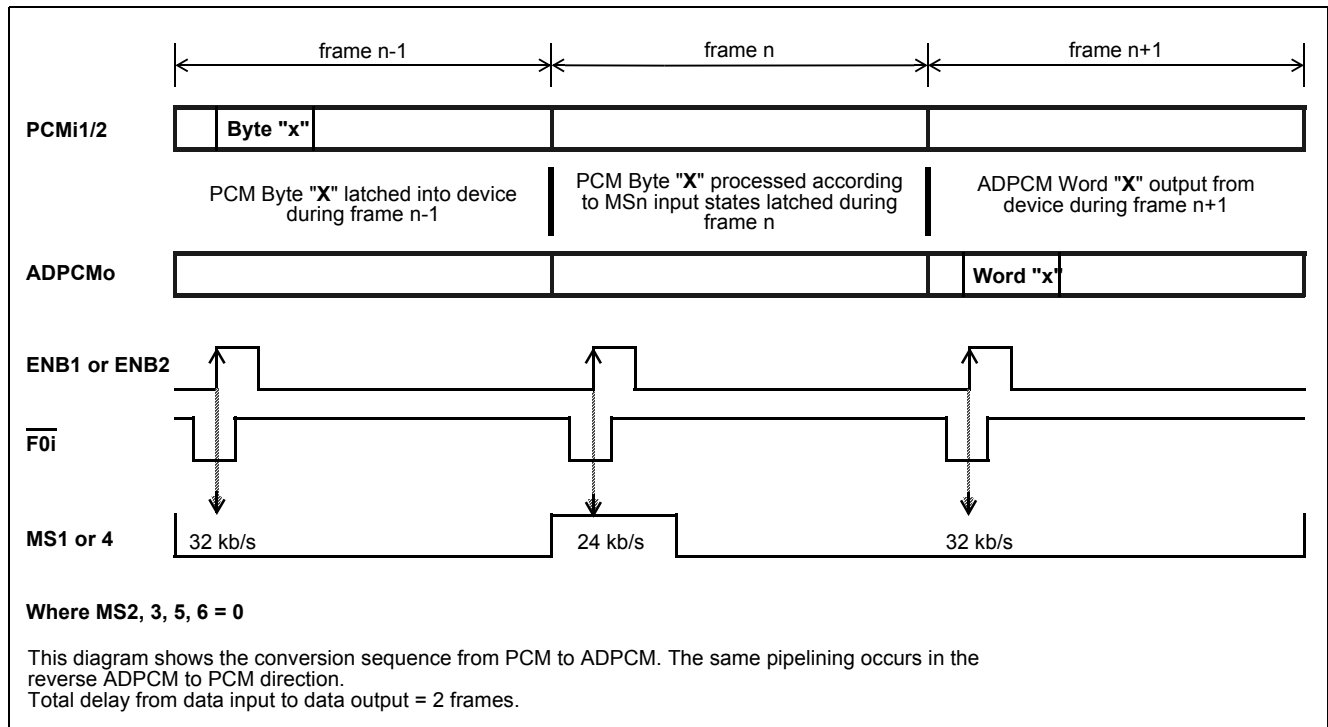 frame n-1
frame n
frame n+1
PCMi1/2
Byte "x"
PCM Byte "X" latched into device
during frame n-1
PCM Byte "X" processed according
to MSn input states latched during
frame n
ADPCM Word "X" output from
device during frame n+1
ADPCMo
Word "x"
ENB1 or ENB2
F0i
MS1 or 4
32 kb/s
24 kb/s
32 kb/s
Where MS2, 3, 5, 6 = 0
This diagram shows the conversion sequence from PCM to ADPCM. The same pipelining occurs in the
reverse ADPCM to PCM direction.
Total delay from data input to data output = 2 frames.